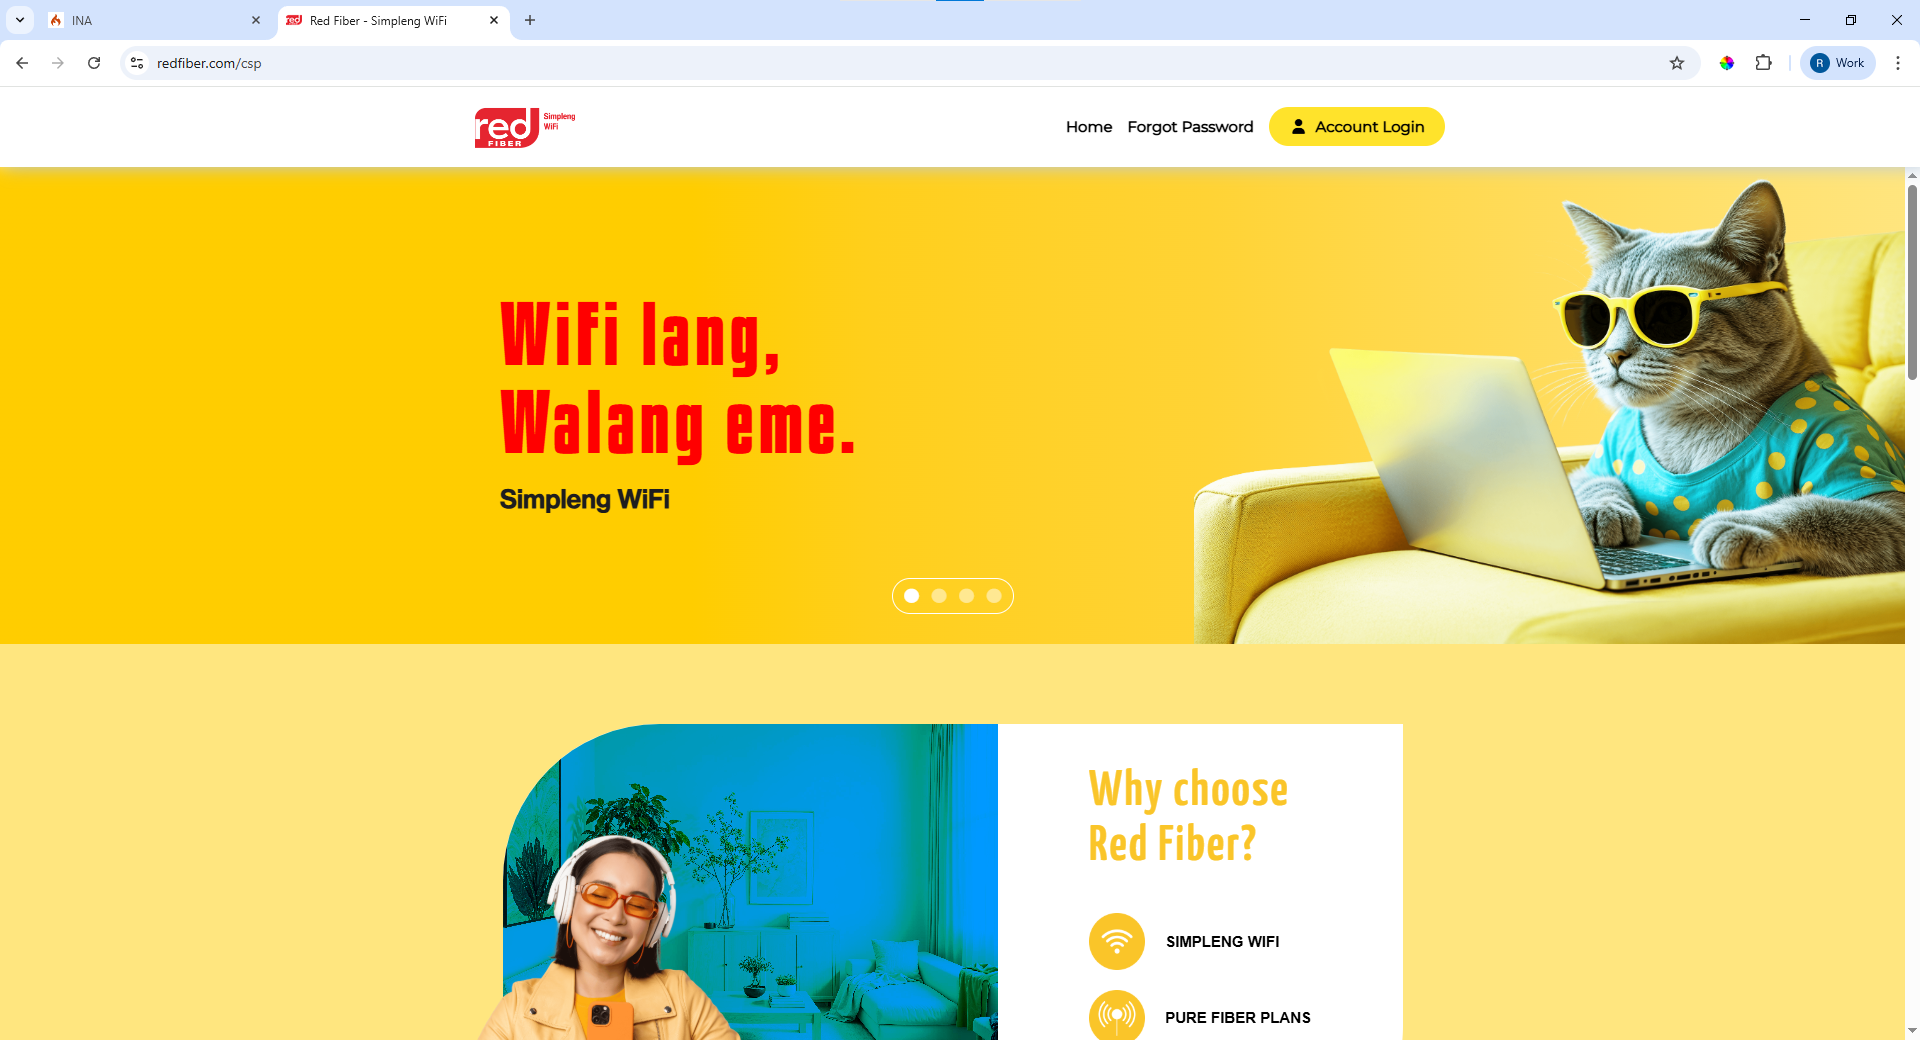 INA
Red Fiber - Simpleng WiFi
redfiber.com/csp
R Work
red
FIBER
Simpleng
WiFi
Home
Forgot Password
Account Login
WiFi lang,
Walang eme.
Simpleng WiFi
Why choose
Red Fiber?
SIMPLENG WIFI
PURE FIBER PLANS